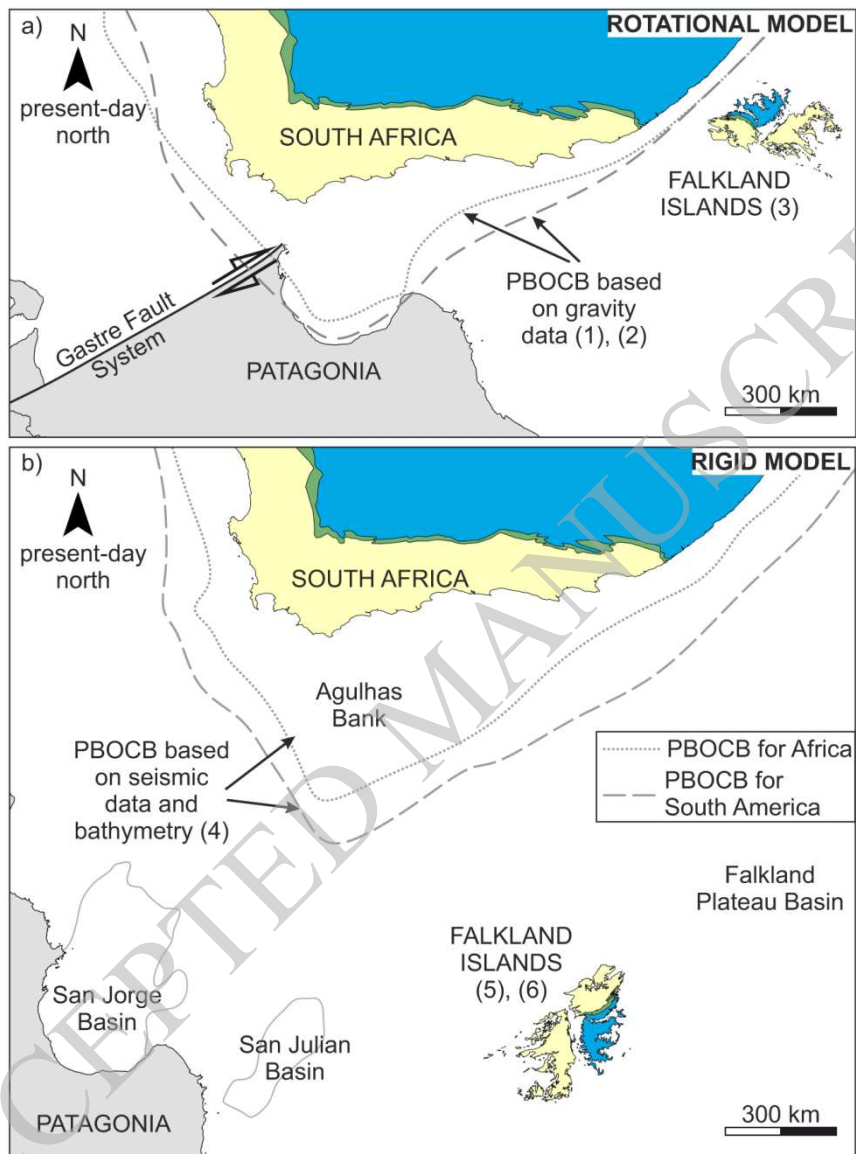 a)
ROTATIONAL MODEL
N
present-day
north
SOUTH AFRICA
FALKLAND
ISLANDS (3)
PBOCB based
on gravity
data (1), (2)
Gastre Fault
System
PATAGONIA
300 km
b)
RIGID MODEL
N
present-day
north
SOUTH AFRICA
Agulhas
Bank
PBOCB based
on seismic
data and
bathymetry (4)
PBOCB for Africa
PBOCB for
South America
Falkland
Plateau Basin
FALKLAND
ISLANDS
(5), (6)
San Jorge
Basin
San Julian
Basin
PATAGONIA
300 km
CEPTED MANUSCR